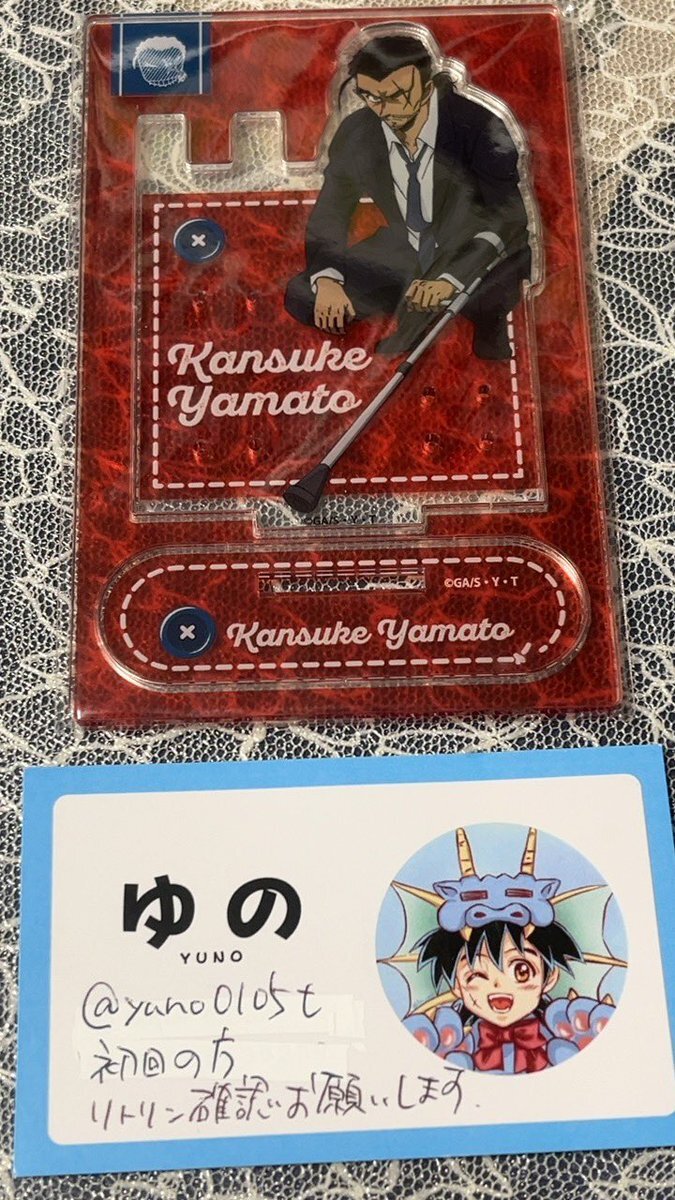 Kansuke
Yamato
©GA/S・Y・T
©GA/S・Y・T
Kansuke Yamato
ゆの
YUNO
@yuno0105t
初回の方
リトリン確認お願いします.